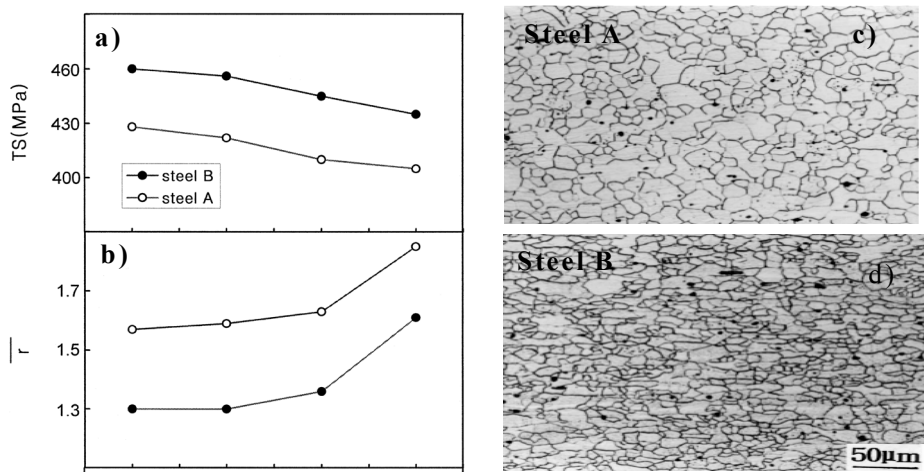 a)
460
430
400
TS(MPa)
steel B
steel A
b)
1.7
1.5
1.3
r
Steel A
c)
Steel B
d)
50µm